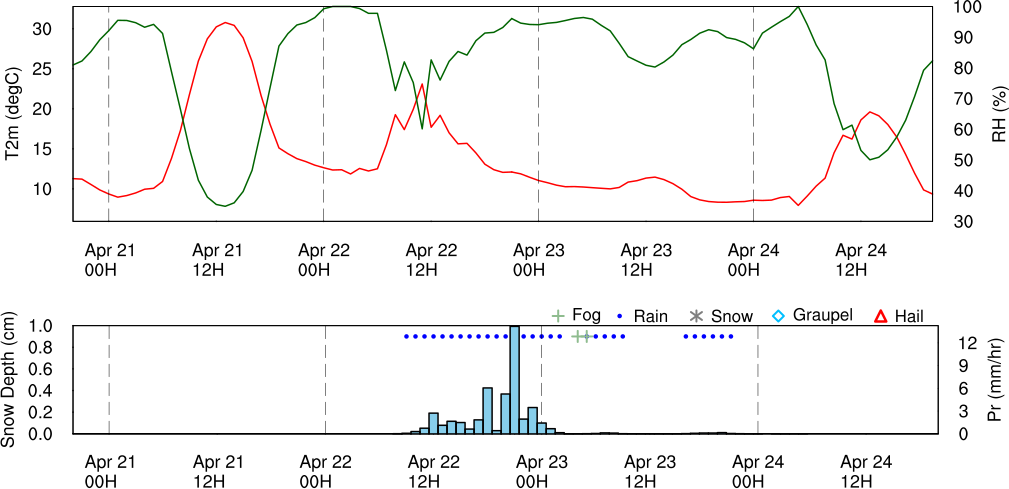 30
25
20
15
10
T2m (degC)
100
90
80
70
60
50
40
30
RH (%)
Apr 21 Apr 21 Apr 22 Apr 22 Apr 23 Apr 23 Apr 24 Apr 24
00H 12H 00H 12H 00H 12H 00H 12H
Fog Rain Snow Graupel Hail
1.0
0.8
0.6
0.4
0.2
0.0
Snow Depth (cm)
12
9
6
3
0
Pr (mm/hr)
Apr 21 Apr 21 Apr 22 Apr 22 Apr 23 Apr 23 Apr 24 Apr 24
00H 12H 00H 12H 00H 12H 00H 12H